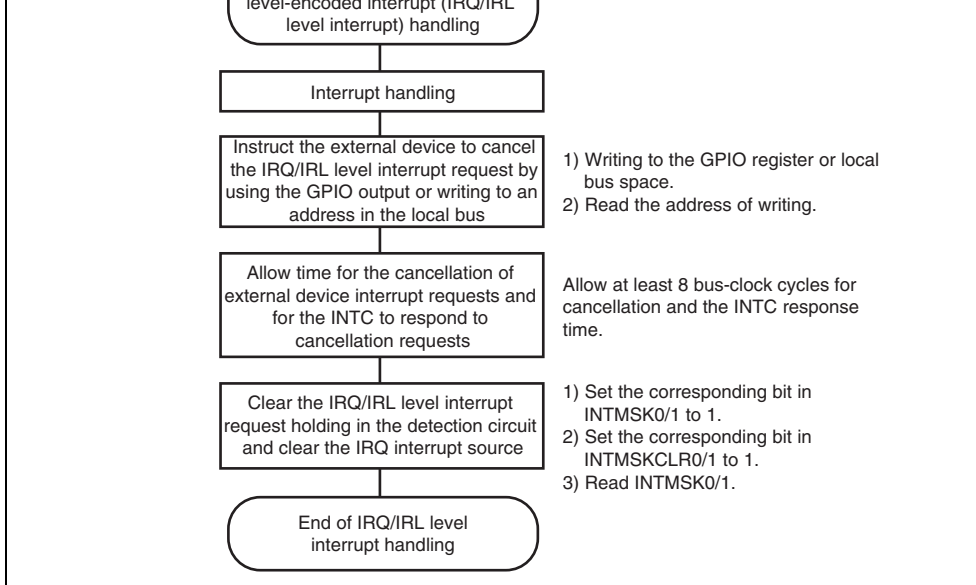 level-encoded interrupt (IRQ/IRL
level interrupt) handling
Interrupt handling
Instruct the external device to cancel
the IRQ/IRL level interrupt request by
using the GPIO output or writing to an
address in the local bus
1) Writing to the GPIO register or local
bus space.
2) Read the address of writing.
Allow time for the cancellation of
external device interrupt requests and
for the INTC to respond to
cancellation requests
Allow at least 8 bus-clock cycles for
cancellation and the INTC response
time.
Clear the IRQ/IRL level interrupt
request holding in the detection circuit
and clear the IRQ interrupt source
1) Set the corresponding bit in
INTMSK0/1 to 1.
2) Set the corresponding bit in
INTMSKCLR0/1 to 1.
3) Read INTMSK0/1.
End of IRQ/IRL level
interrupt handling